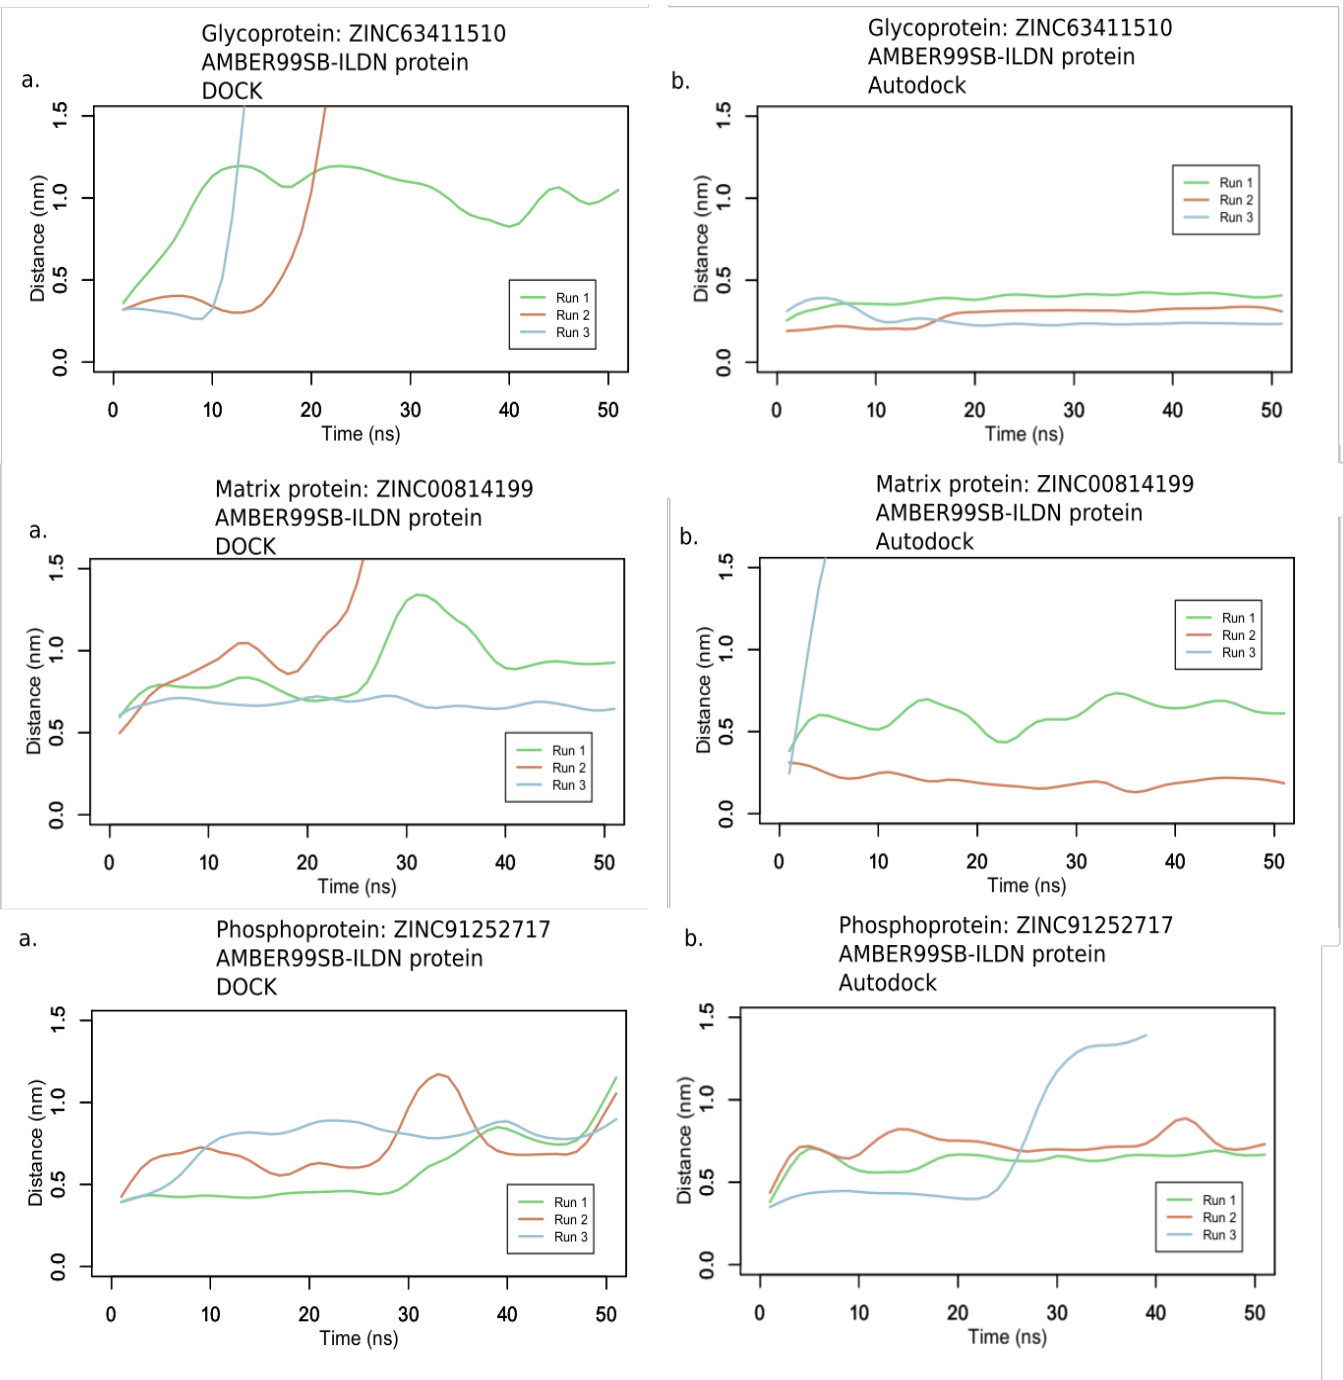 Glycoprotein: ZINC63411510
AMBER99SB-ILDN protein
a.
DOCK
1.5
1.0
0.5
0.0
Distance (nm)
Run 1
Run 2
Run 3
0 10 20 30 40 50
Time (ns)
Glycoprotein: ZINC63411510
AMBER99SB-ILDN protein
b.
Autodock
1.5
1.0
0.5
0.0
Distance (nm)
Run 1
Run 2
Run 3
0 10 20 30 40 50
Time (ns)
Matrix protein: ZINC00814199
AMBER99SB-ILDN protein
a.
DOCK
1.5
1.0
0.5
0.0
Distance (nm)
Run 1
Run 2
Run 3
0 10 20 30 40 50
Time (ns)
Matrix protein: ZINC00814199
AMBER99SB-ILDN protein
b.
Autodock
1.5
1.0
0.5
0.0
Distance (nm)
Run 1
Run 2
Run 3
0 10 20 30 40 50
Time (ns)
a.
Phosphoprotein: ZINC91252717
AMBER99SB-ILDN protein
DOCK
1.5
1.0
0.5
0.0
Distance (nm)
Run 1
Run 2
Run 3
0 10 20 30 40 50
Time (ns)
b.
Phosphoprotein: ZINC91252717
AMBER99SB-ILDN protein
Autodock
1.5
1.0
0.5
0.0
Distance (nm)
Run 1
Run 2
Run 3
0 10 20 30 40 50
Time (ns)